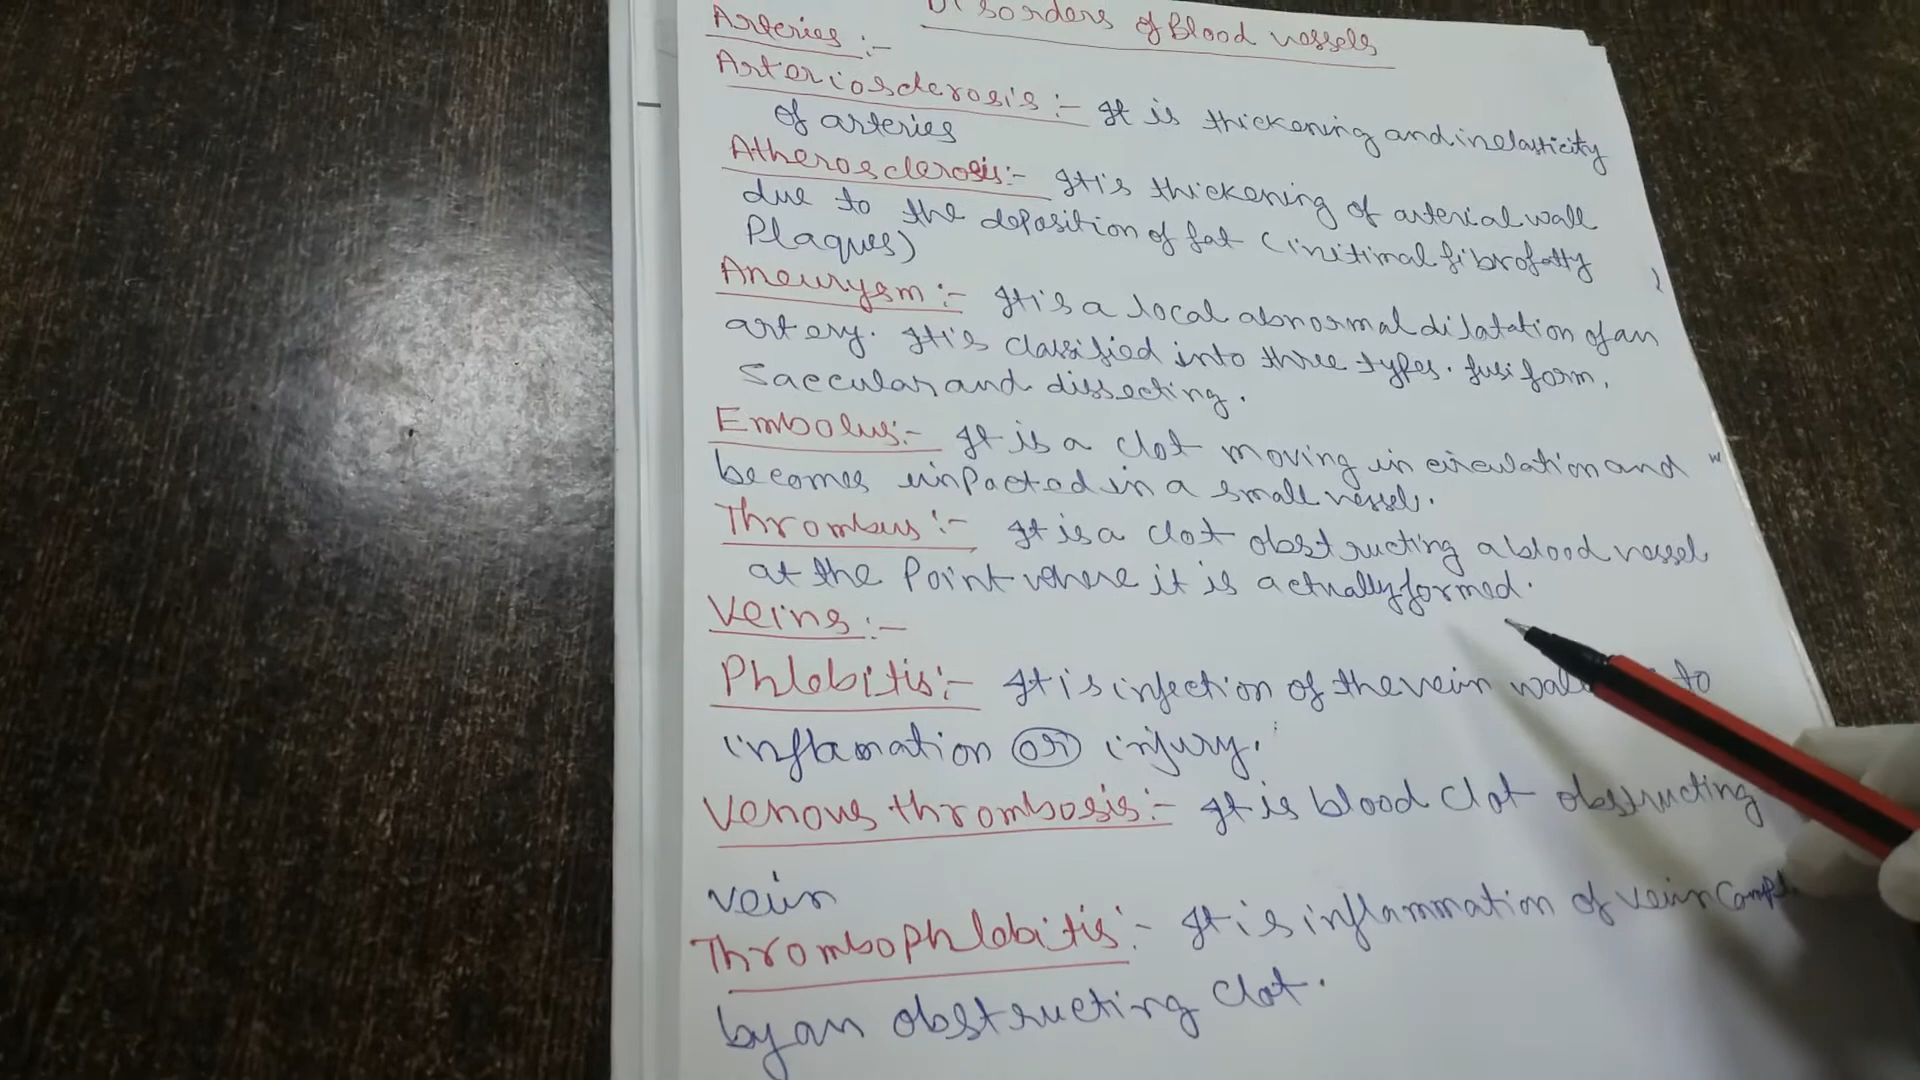 Disorders of Blood vessels
Arteries :-
Arteriosclerosis :- It is thickening and inelasticity
of arteries
Atherosclerosis:- It is thickening of arterial wall
due to the deposition of fat (initimal fibrofatty
Plaques)
Aneurysm :- It is a local abnormal dilatation of an
artery. It is classified into three types. fusiform,
Saccular and dissecting.
Embolus:- It is a clot moving in circulation and
becomes impacted in a small vessel.
Thrombus :- It is a clot obstructing a blood vessel
at the Point where it is actually formed.
Veins :-
Phlebitis :- It is infection of the vein to
inflamation or injury.
Venous thrombosis :- It is blood clot obstructing
vein
Thrombophlebitis :- It is inflammation of vein
by an obstructing clot.